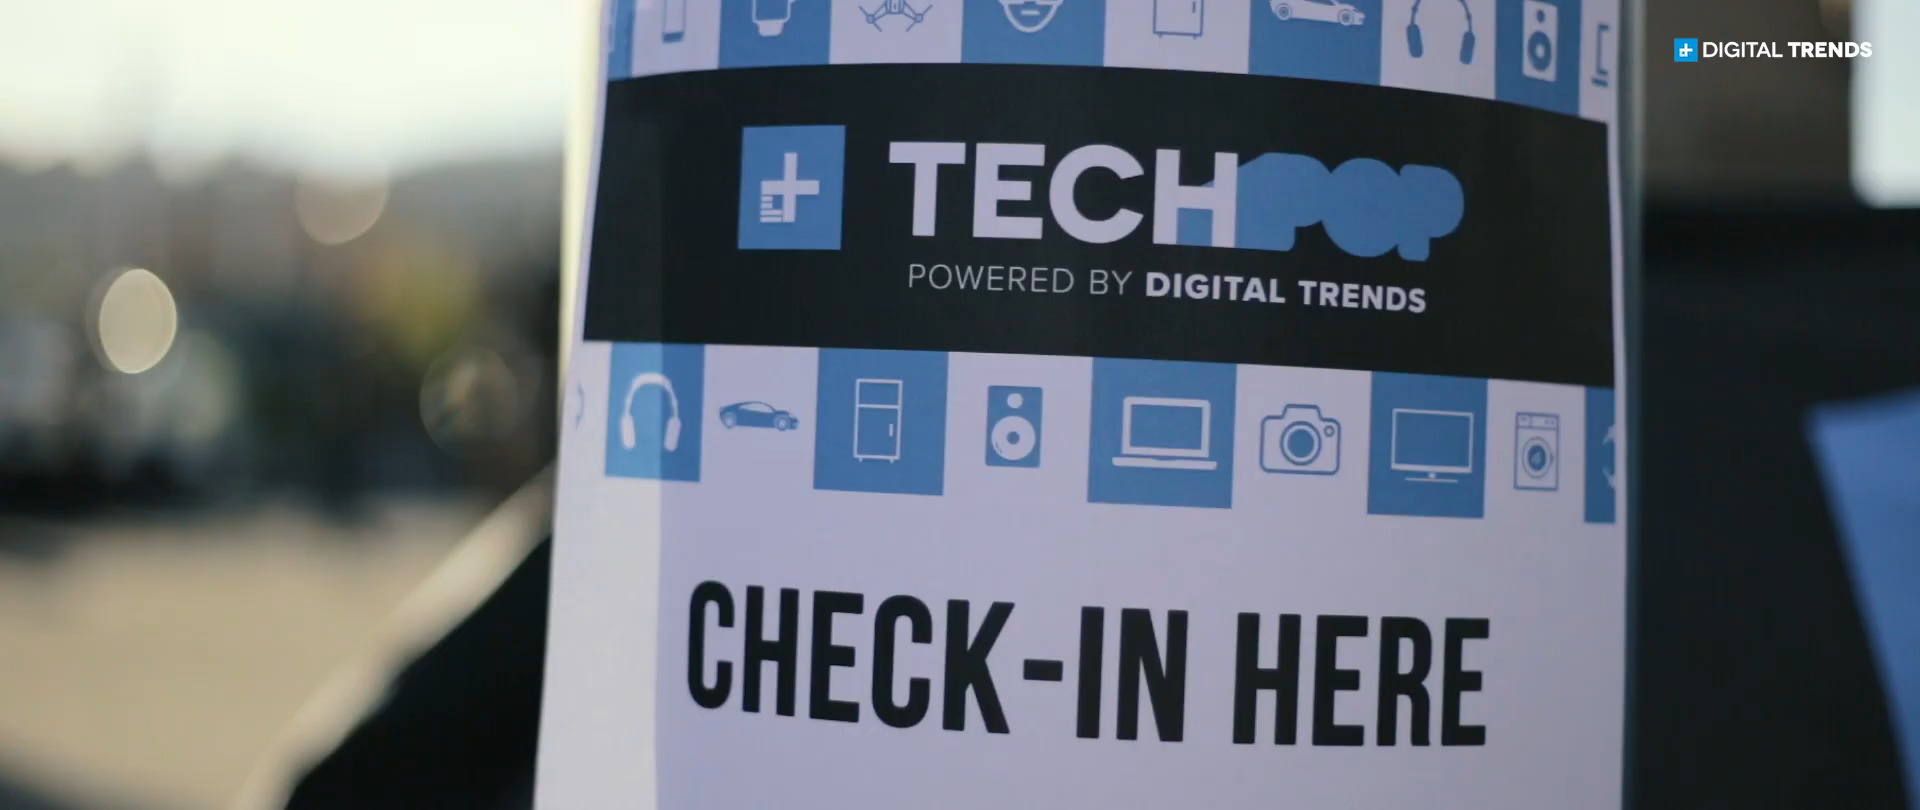 DIGITAL TRENDS
TECHPOP
POWERED BY DIGITAL TRENDS
CHECK-IN HERE